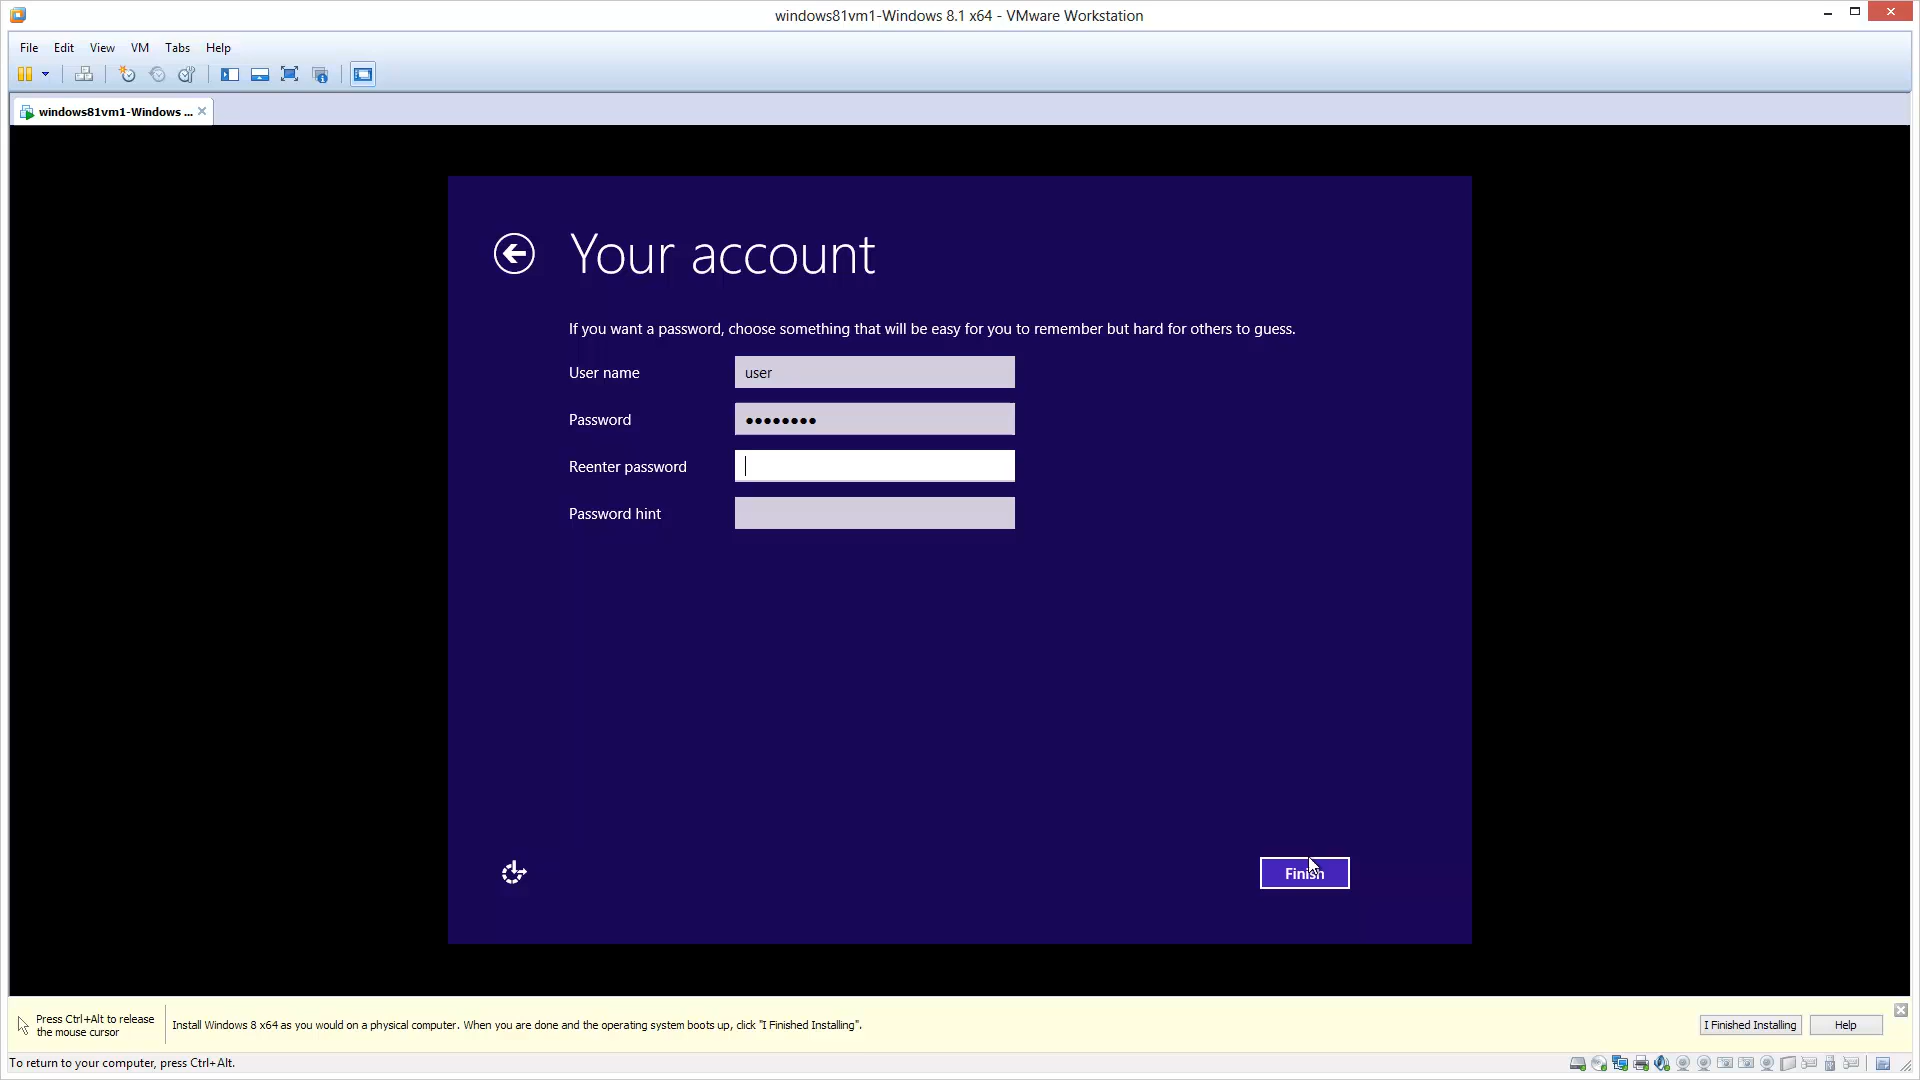 windows81vm1-Windows 8.1 x64 - VMware Workstation
File Edit View VM Tabs Help
windows81vm1-Windows ...
Your account
If you want a password, choose something that will be easy for you to remember but hard for others to guess.
User name user
Password ●●●●●●●●
Reenter password
Password hint
Finish
Press Ctrl+Alt to release
the mouse cursor
Install Windows 8 x64 as you would on a physical computer. When you are done and the operating system boots up, click "I Finished Installing".
I Finished Installing Help
To return to your computer, press Ctrl+Alt.